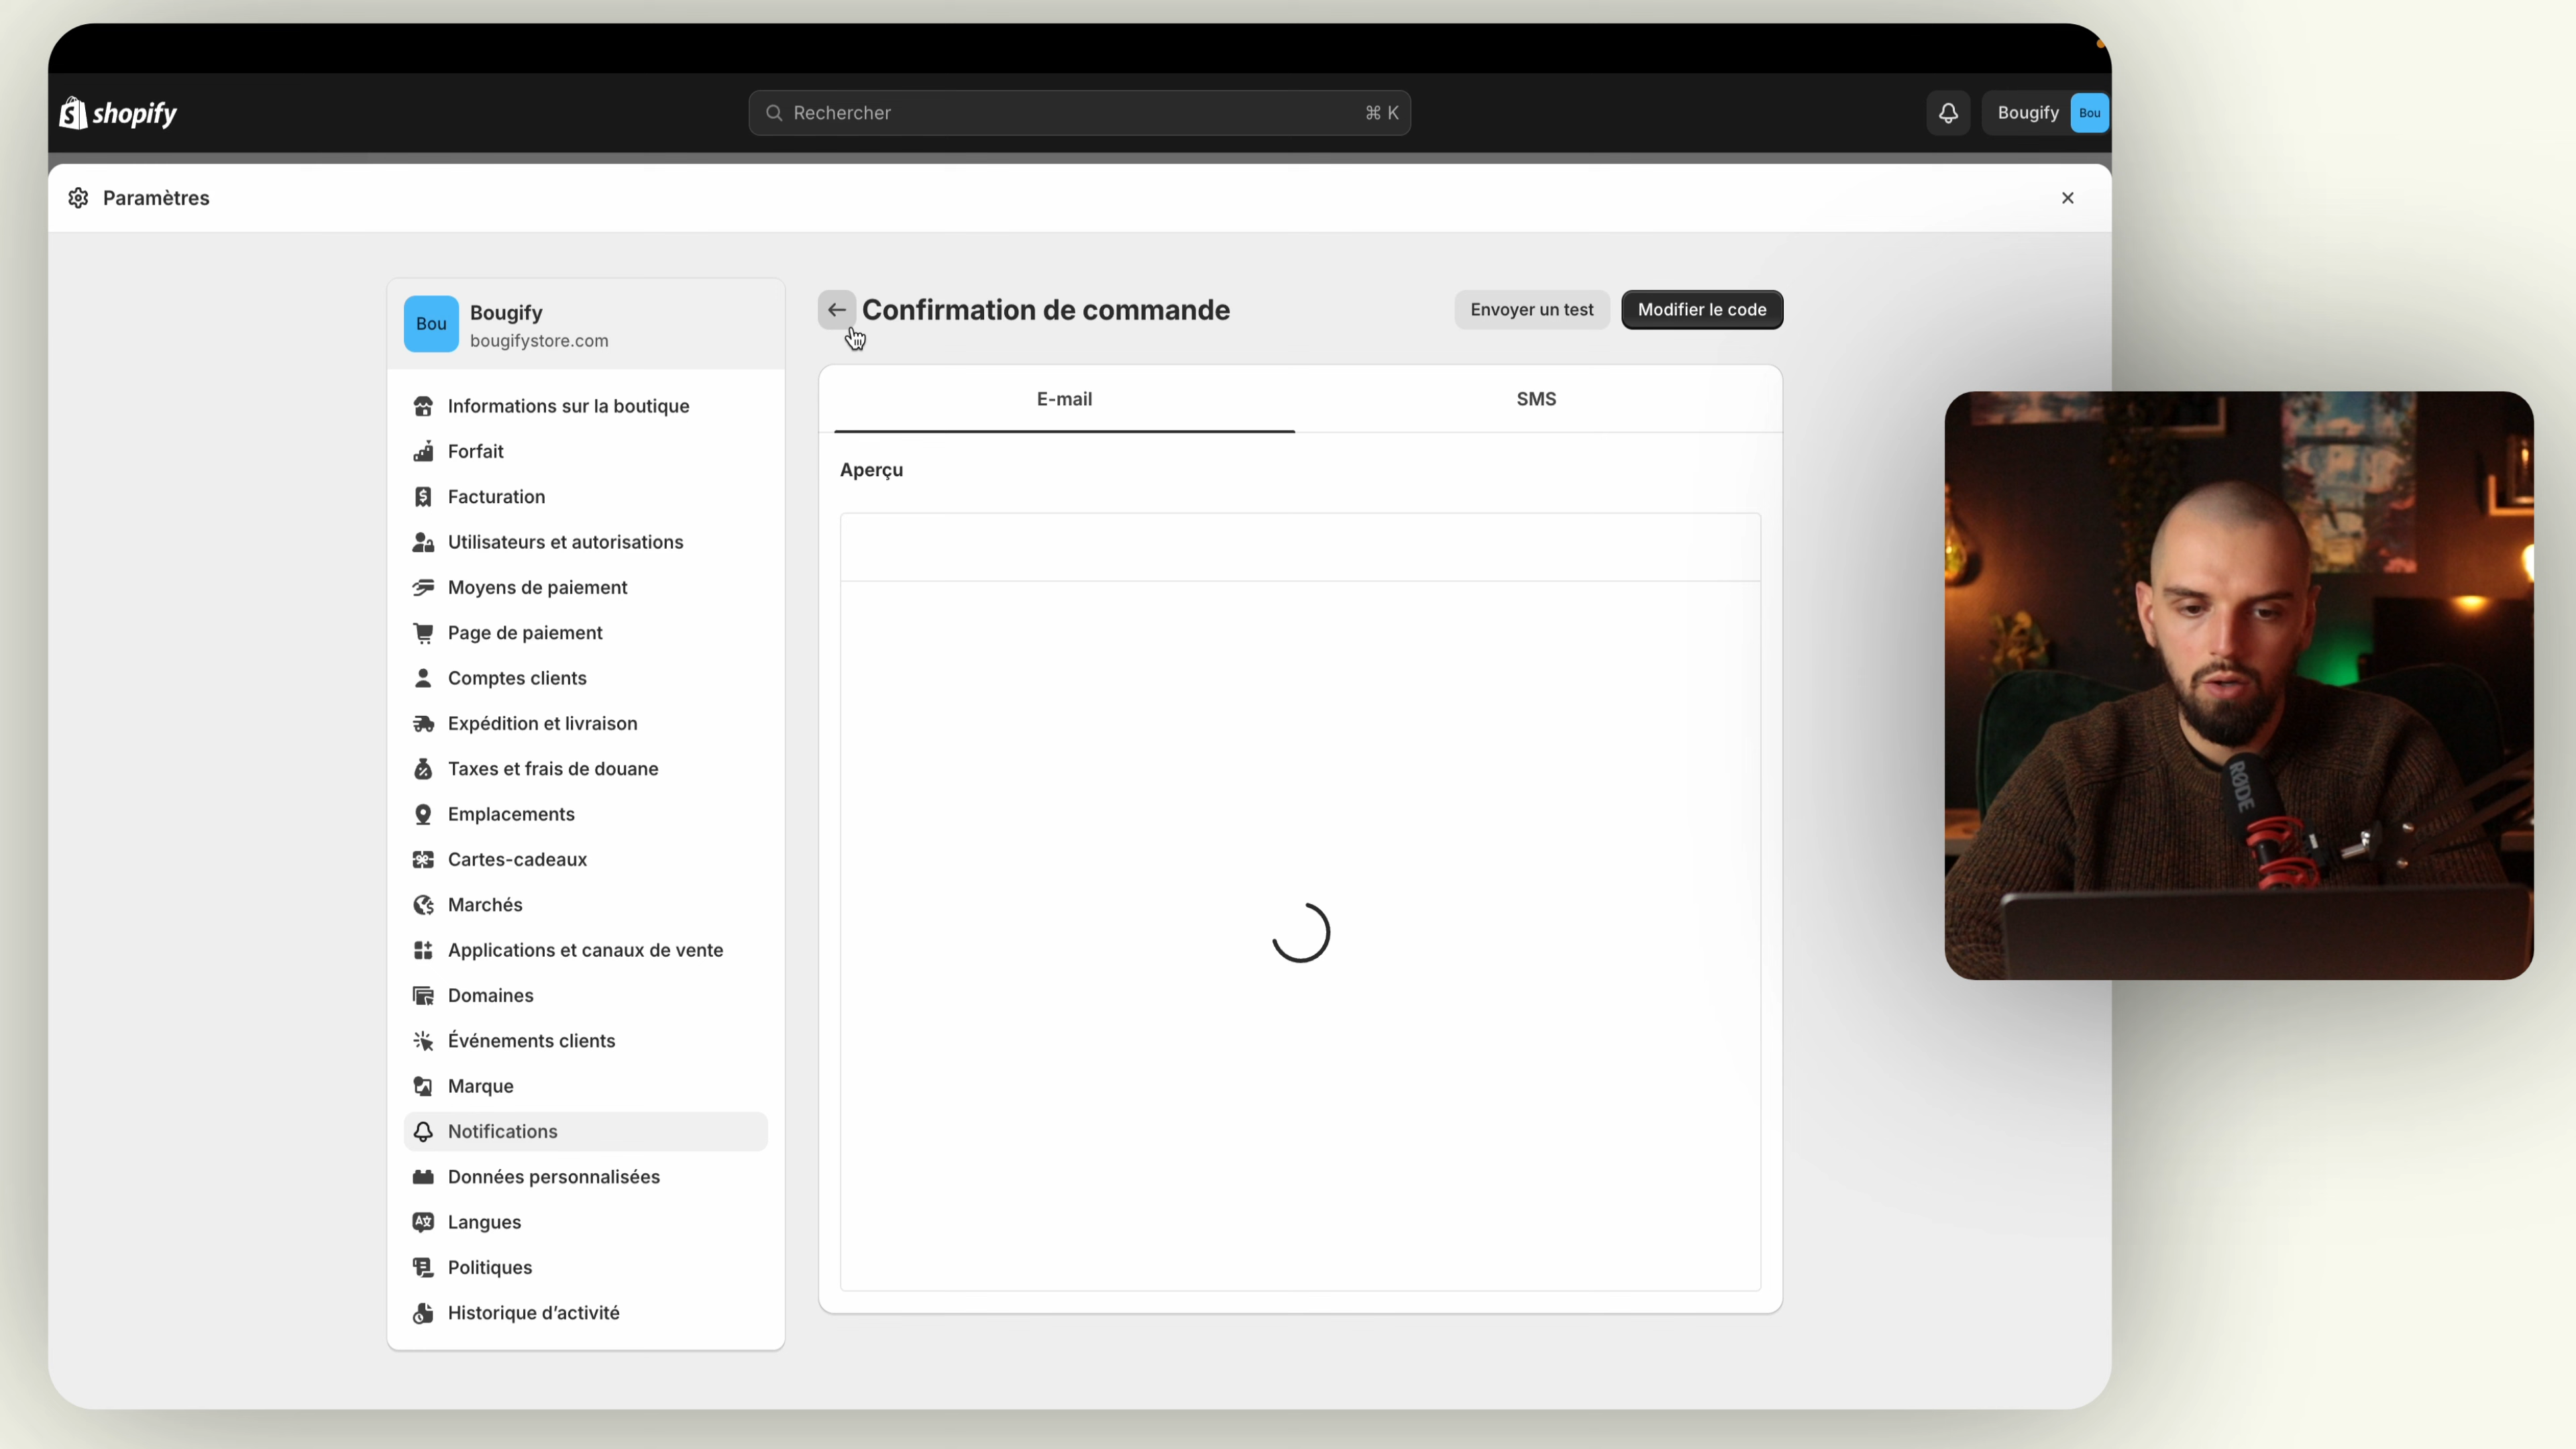 shopify
Rechercher
⌘ K
Bougify
Bou
Paramètres
Bou
Bougify
bougifystore.com
Informations sur la boutique
Forfait
Facturation
Utilisateurs et autorisations
Moyens de paiement
Page de paiement
Comptes clients
Expédition et livraison
Taxes et frais de douane
Emplacements
Cartes-cadeaux
Marchés
Applications et canaux de vente
Domaines
Événements clients
Marque
Notifications
Données personnalisées
Langues
Politiques
Historique d’activité
Confirmation de commande
Envoyer un test
Modifier le code
E-mail
SMS
Aperçu
RØDE